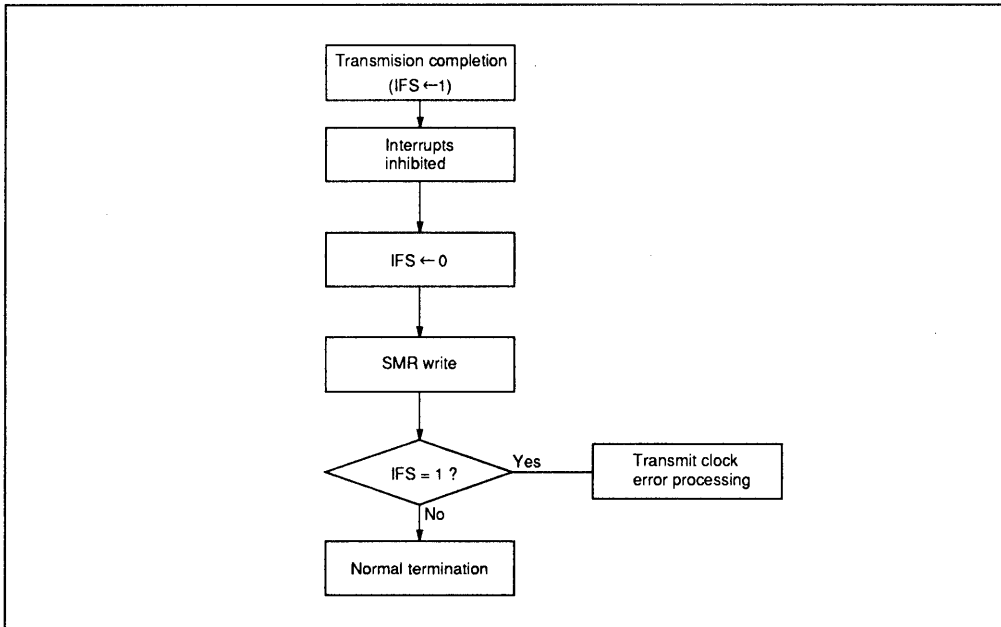 Transmision completion
(IFS ←1)
Interrupts
inhibited
IFS ← 0
SMR write
IFS = 1 ?
Yes
Transmit clock
error processing
No
Normal termination